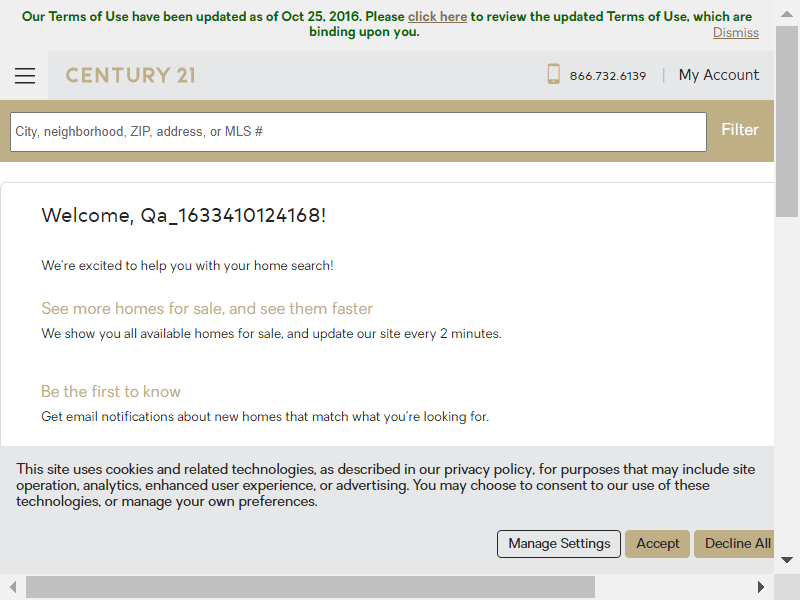 Our Terms of Use have been updated as of Oct 25, 2016. Please click here to review the updated Terms of Use, which are
binding upon you.
Dismiss
CENTURY 21
866.732.6139
My Account
City, neighborhood, ZIP, address, or MLS #
Filter
Welcome, Qa_1633410124168!
We're excited to help you with your home search!
See more homes for sale, and see them faster
We show you all available homes for sale, and update our site every 2 minutes.
Be the first to know
Get email notifications about new homes that match what you're looking for.
This site uses cookies and related technologies, as described in our privacy policy, for purposes that may include site
operation, analytics, enhanced user experience, or advertising. You may choose to consent to our use of these
technologies, or manage your own preferences.
Manage Settings
Accept
Decline All